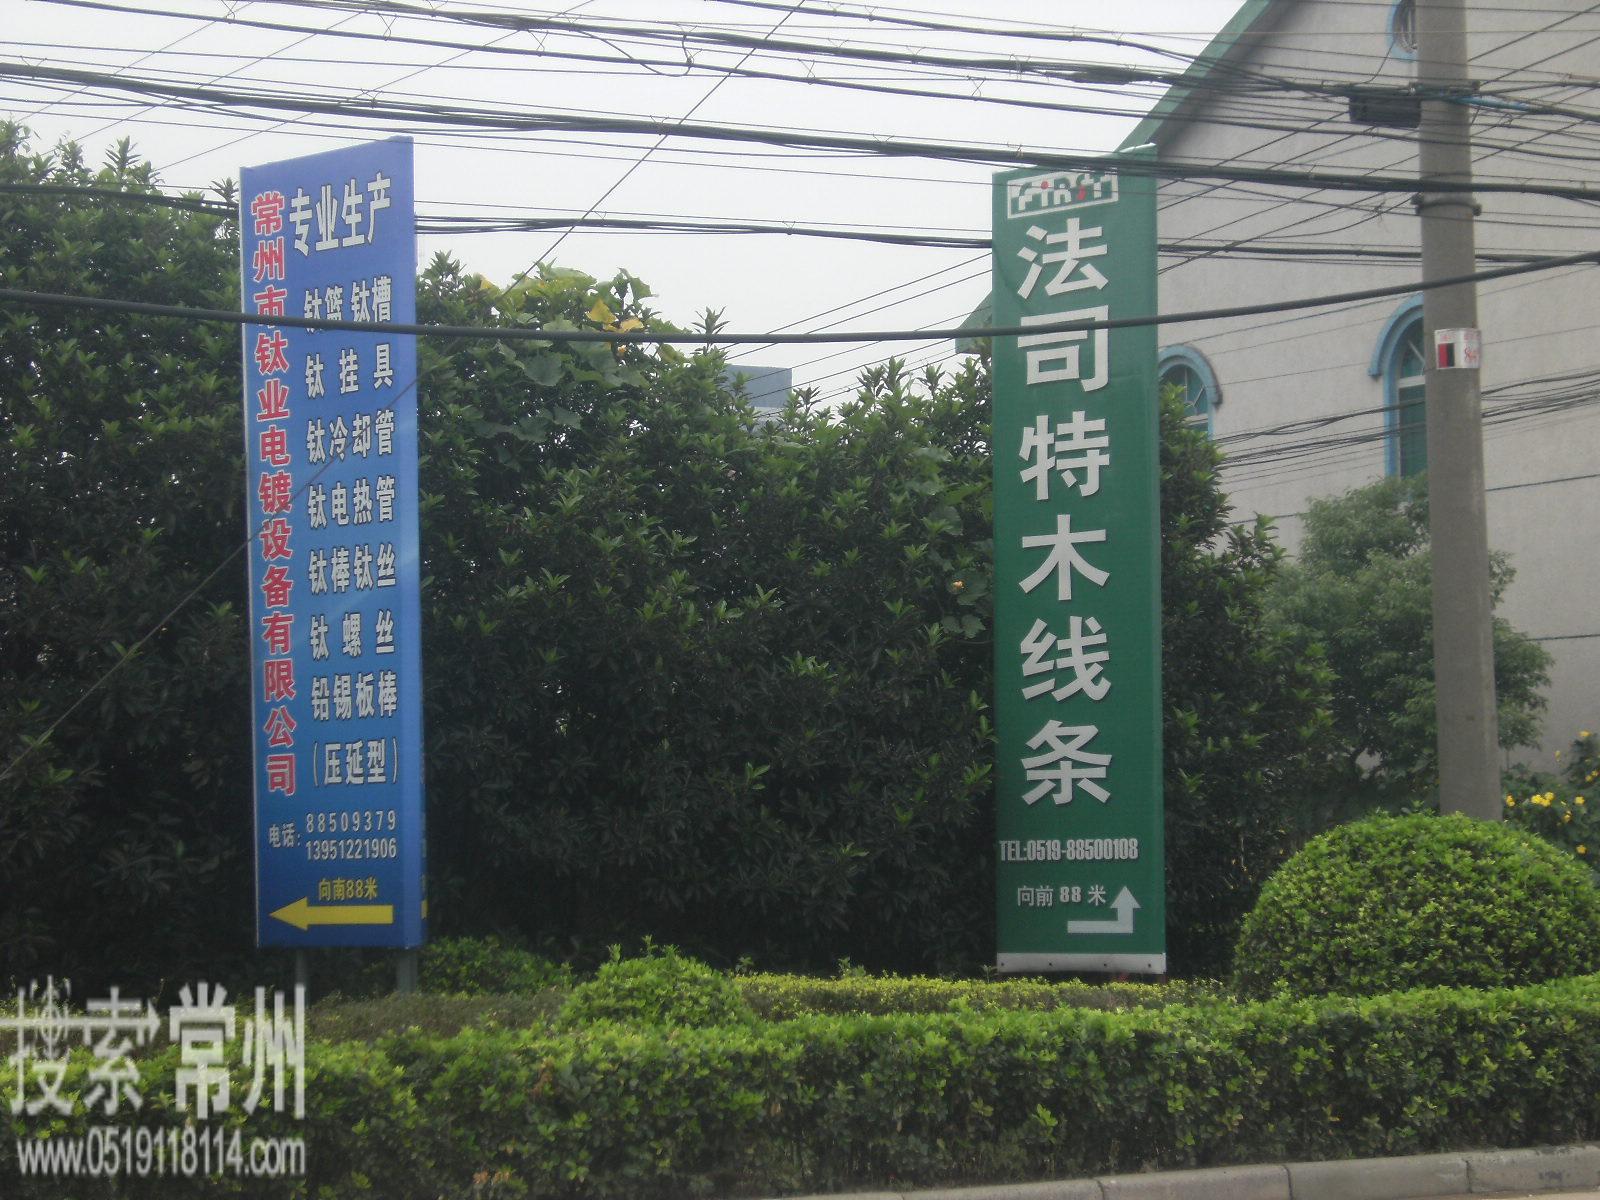 常州市钛业电镀设备有限公司
专业生产
钛篮 钛槽
钛挂具
钛冷却管
钛电热管
钛棒钛丝
钛螺丝
铅锡板棒
(压延型)
电话: 88509379
13951221906
向南88米
First
法司特木线条
TEL:0519-88500108
向前 88 米
搜索常州
www.0519118114.com